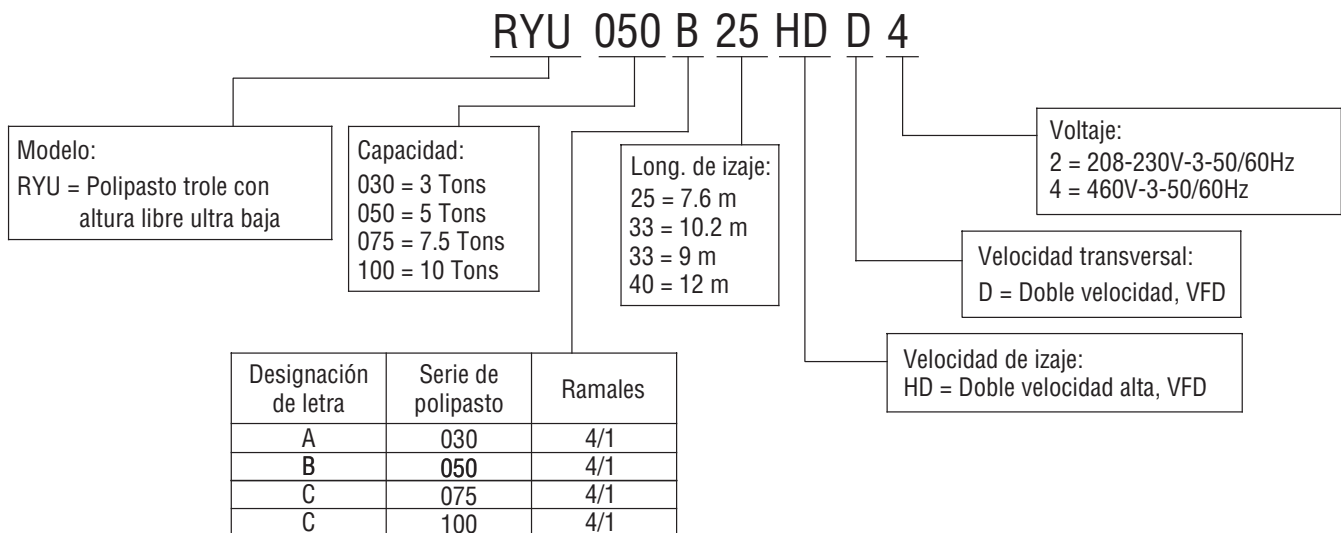 RYU 050 B 25 HD D 4
Modelo:
RYU = Polipasto trole con
altura libre ultra baja
Capacidad:
030 = 3 Tons
050 = 5 Tons
075 = 7.5 Tons
100 = 10 Tons
Long. de izaje:
25 = 7.6 m
33 = 10.2 m
33 = 9 m
40 = 12 m
Voltaje:
2 = 208-230V-3-50/60Hz
4 = 460V-3-50/60Hz
Velocidad transversal:
D = Doble velocidad, VFD
Velocidad de izaje:
HD = Doble velocidad alta, VFD
Designación de letra Serie de polipasto Ramales
A 030 4/1
B 050 4/1
C 075 4/1
C 100 4/1